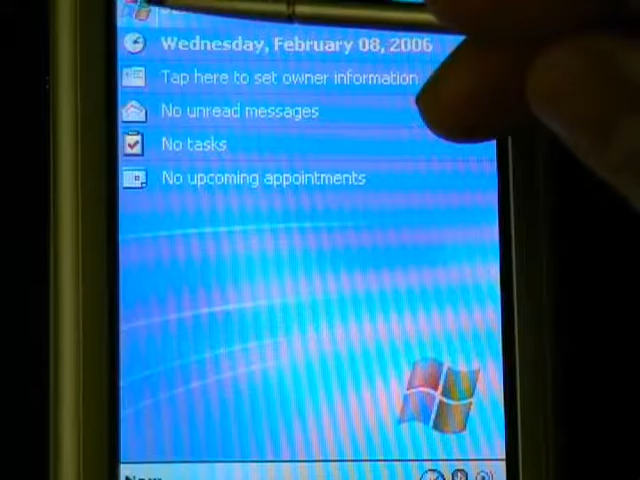 Wednesday, February 08, 2006
Tap here to set owner information
No unread messages
No tasks
No upcoming appointments